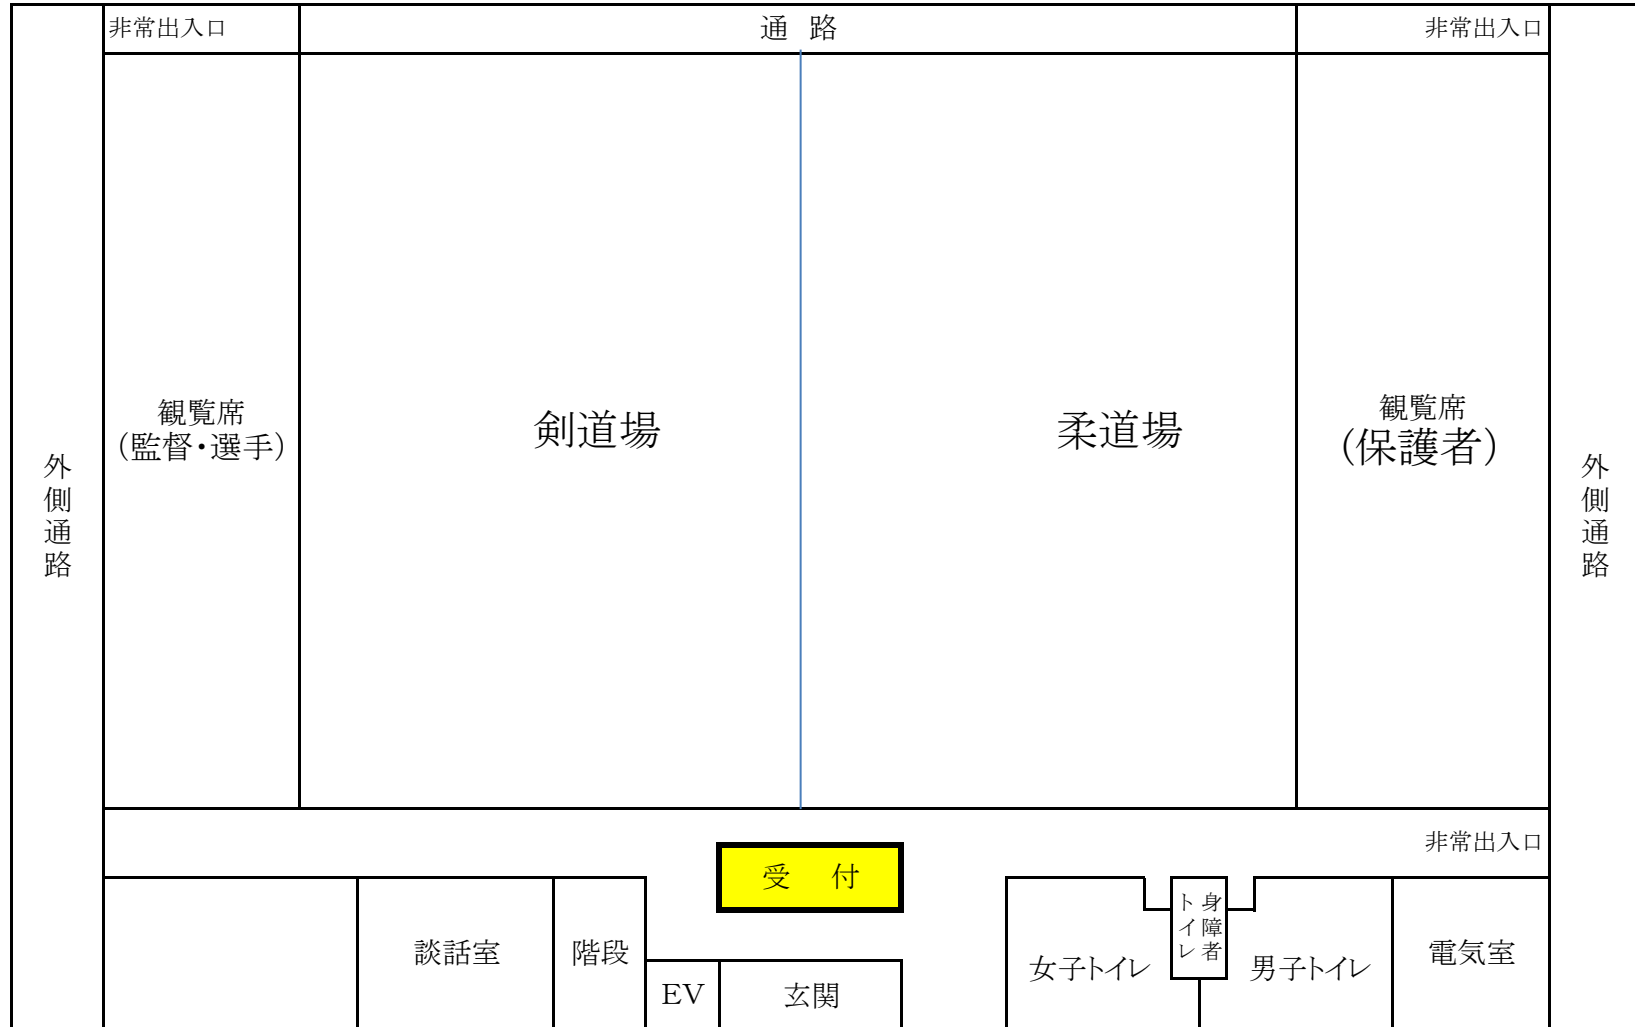 非常出入口
通 路
非常出入口
観覧席
(監督・選手)
剣道場
柔道場
観覧席
(保護者)
外側通路
外側通路
非常出入口
受 付
談話室
階段
EV
玄関
女子トイレ
身障者
トイレ
男子トイレ
電気室